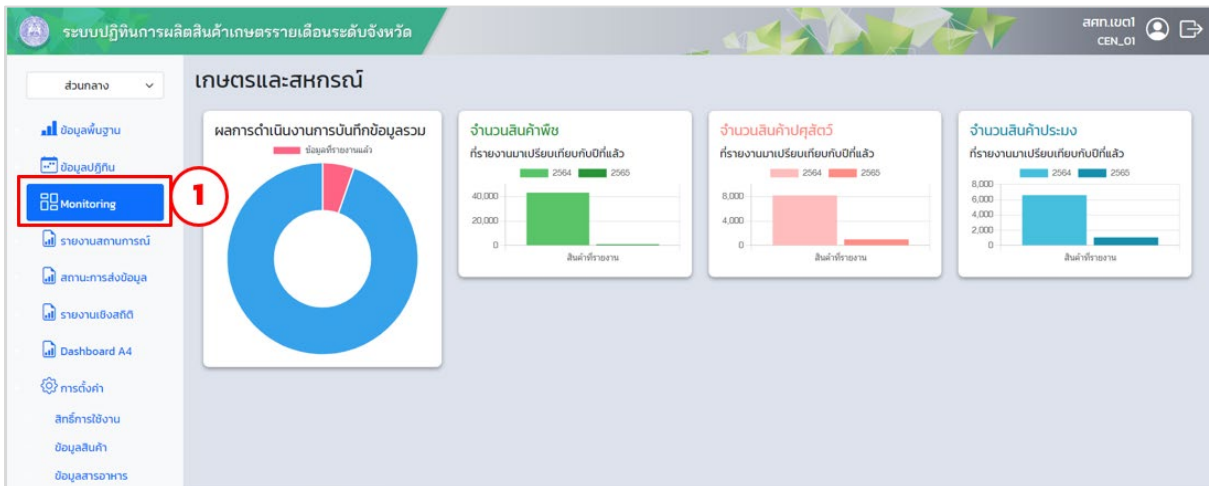 ระบบปฏิทินการผลิตสินค้าเกษตรรายเดือนระดับจังหวัด
สศท.เขต1
CEN_01
ส่วนกลาง
ข้อมูลพื้นฐาน
ข้อมูลปฏิทิน
Monitoring
1
รายงานสถานการณ์
สถานะการส่งข้อมูล
รายงานเชิงสถิติ
Dashboard A4
การตั้งค่า
สิทธิ์การใช้งาน
ข้อมูลสินค้า
ข้อมูลสารอาหาร
เกษตรและสหกรณ์
ผลการดำเนินงานการบันทึกข้อมูลรวม
ข้อมูลที่รายงานแล้ว
จำนวนสินค้าพืช
ที่รายงานมาเปรียบเทียบกับปีที่แล้ว
2564 2565
40,000
20,000
0
สินค้าที่รายงาน
จำนวนสินค้าปศุสัตว์
ที่รายงานมาเปรียบเทียบกับปีที่แล้ว
2564 2565
8,000
4,000
0
สินค้าที่รายงาน
จำนวนสินค้าประมง
ที่รายงานมาเปรียบเทียบกับปีที่แล้ว
2564 2565
8,000
6,000
4,000
2,000
0
สินค้าที่รายงาน